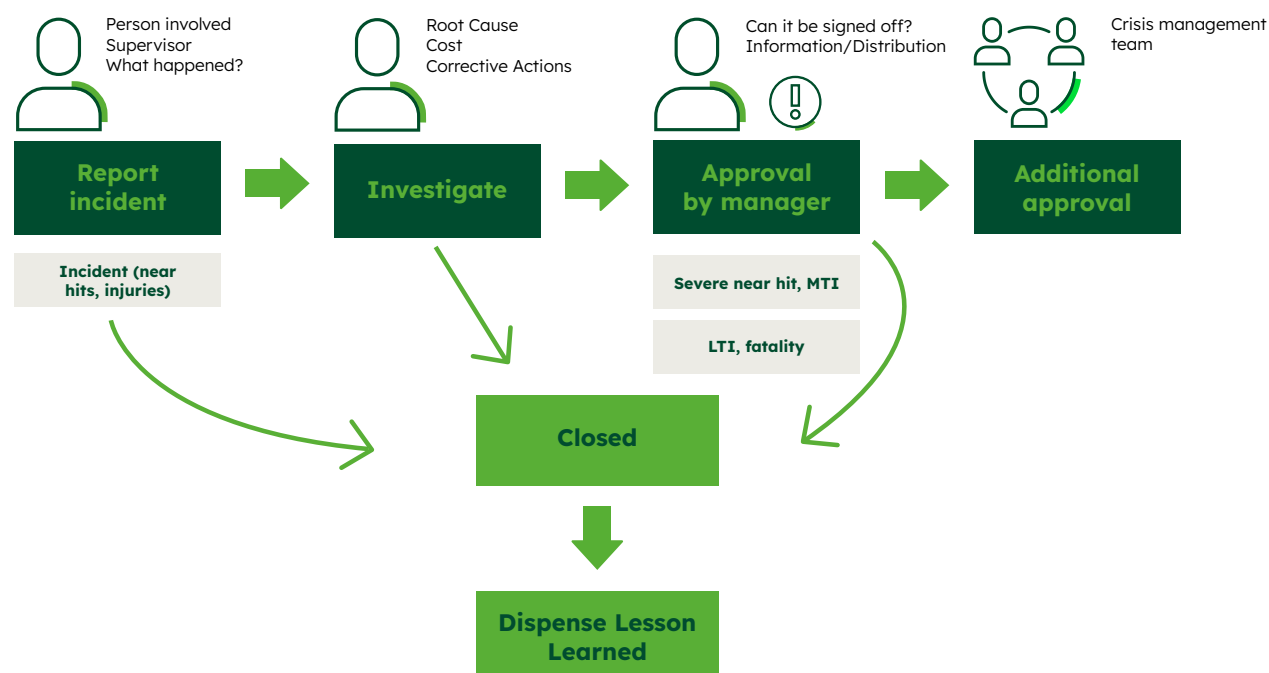 Person involved
Supervisor
What happened?
Root Cause
Cost
Corrective Actions
Can it be signed off?
Information/Distribution
Crisis management
team
Report
incident
Investigate
Approval
by manager
Additional
approval
Incident (near
hits, injuries)
Severe near hit, MTI
LTI, fatality
Closed
Dispense Lesson
Learned